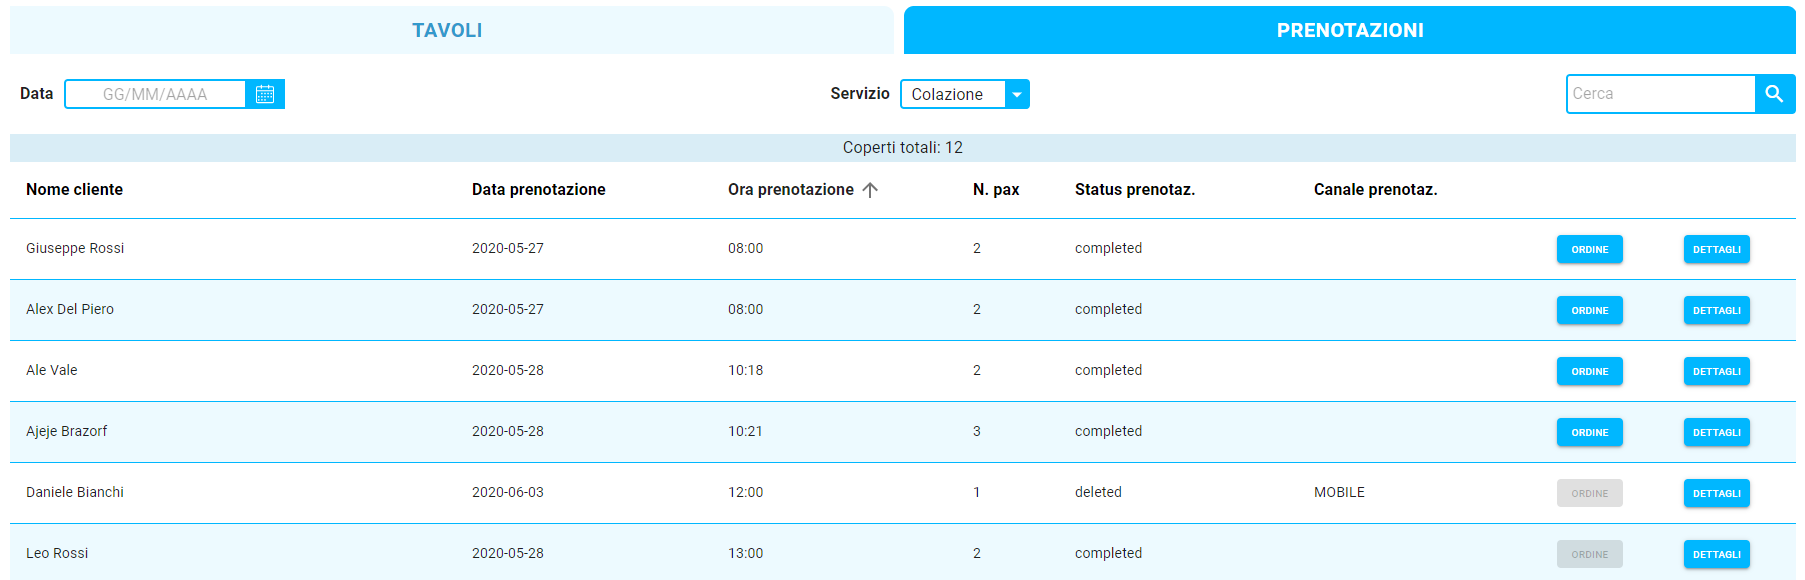 TAVOLI PRENOTAZIONI
Data GG/MM/AAAA Servizio Colazione Cerca
Coperti totali: 12
Nome cliente Data prenotazione Ora prenotazione N. pax Status prenotaz. Canale prenotaz.
Giuseppe Rossi 2020-05-27 08:00 2 completed ORDINE DETTAGLI
Alex Del Piero 2020-05-27 08:00 2 completed ORDINE DETTAGLI
Ale Vale 2020-05-28 10:18 2 completed ORDINE DETTAGLI
Ajeje Brazorf 2020-05-28 10:21 3 completed ORDINE DETTAGLI
Daniele Bianchi 2020-06-03 12:00 1 deleted MOBILE ORDINE DETTAGLI
Leo Rossi 2020-05-28 13:00 2 completed ORDINE DETTAGLI